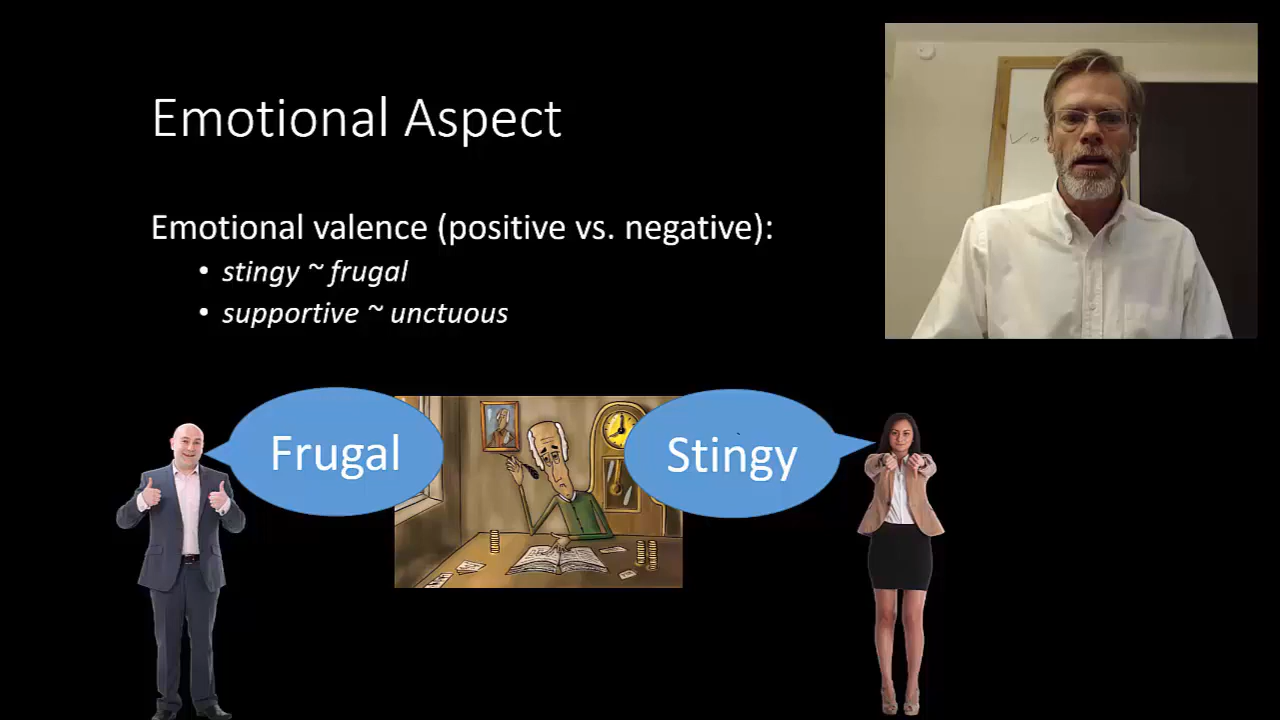 Emotional Aspect
Emotional valence (positive vs. negative):
• stingy ~ frugal
• supportive ~ unctuous
Frugal
Stingy